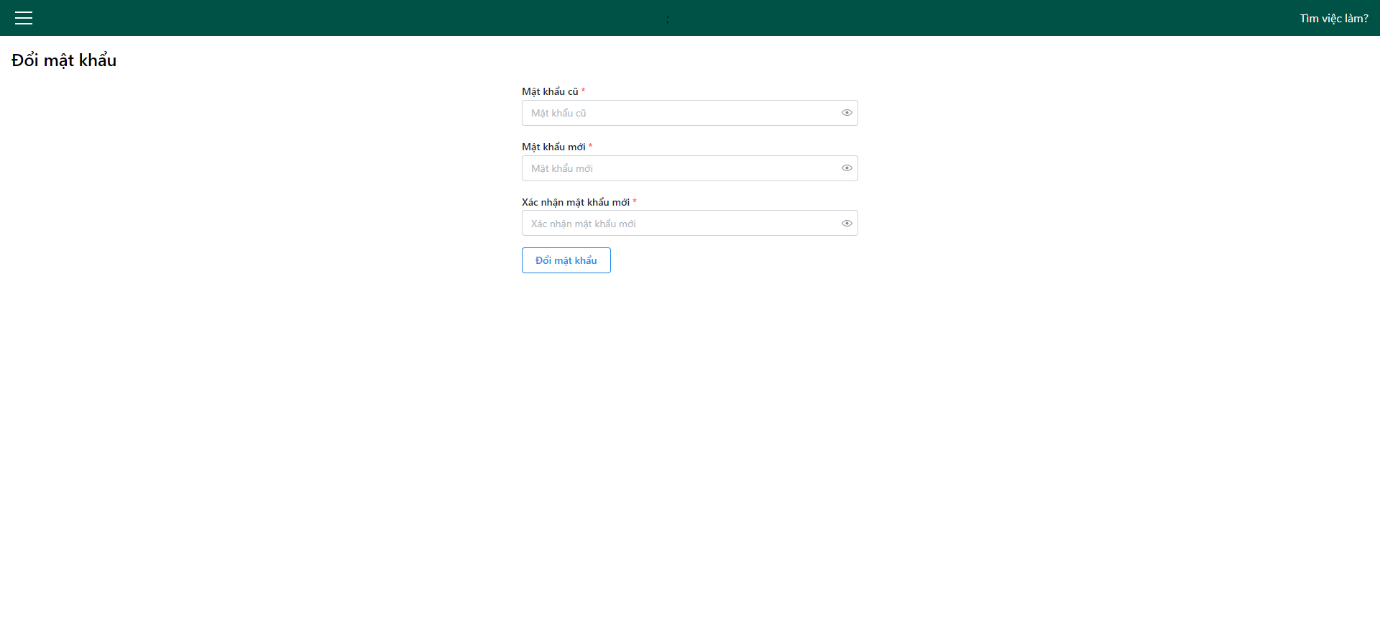 Tìm việc làm?
Đổi mật khẩu
Mật khẩu cũ *
Mật khẩu cũ
Mật khẩu mới *
Mật khẩu mới
Xác nhận mật khẩu mới *
Xác nhận mật khẩu mới
Đổi mật khẩu